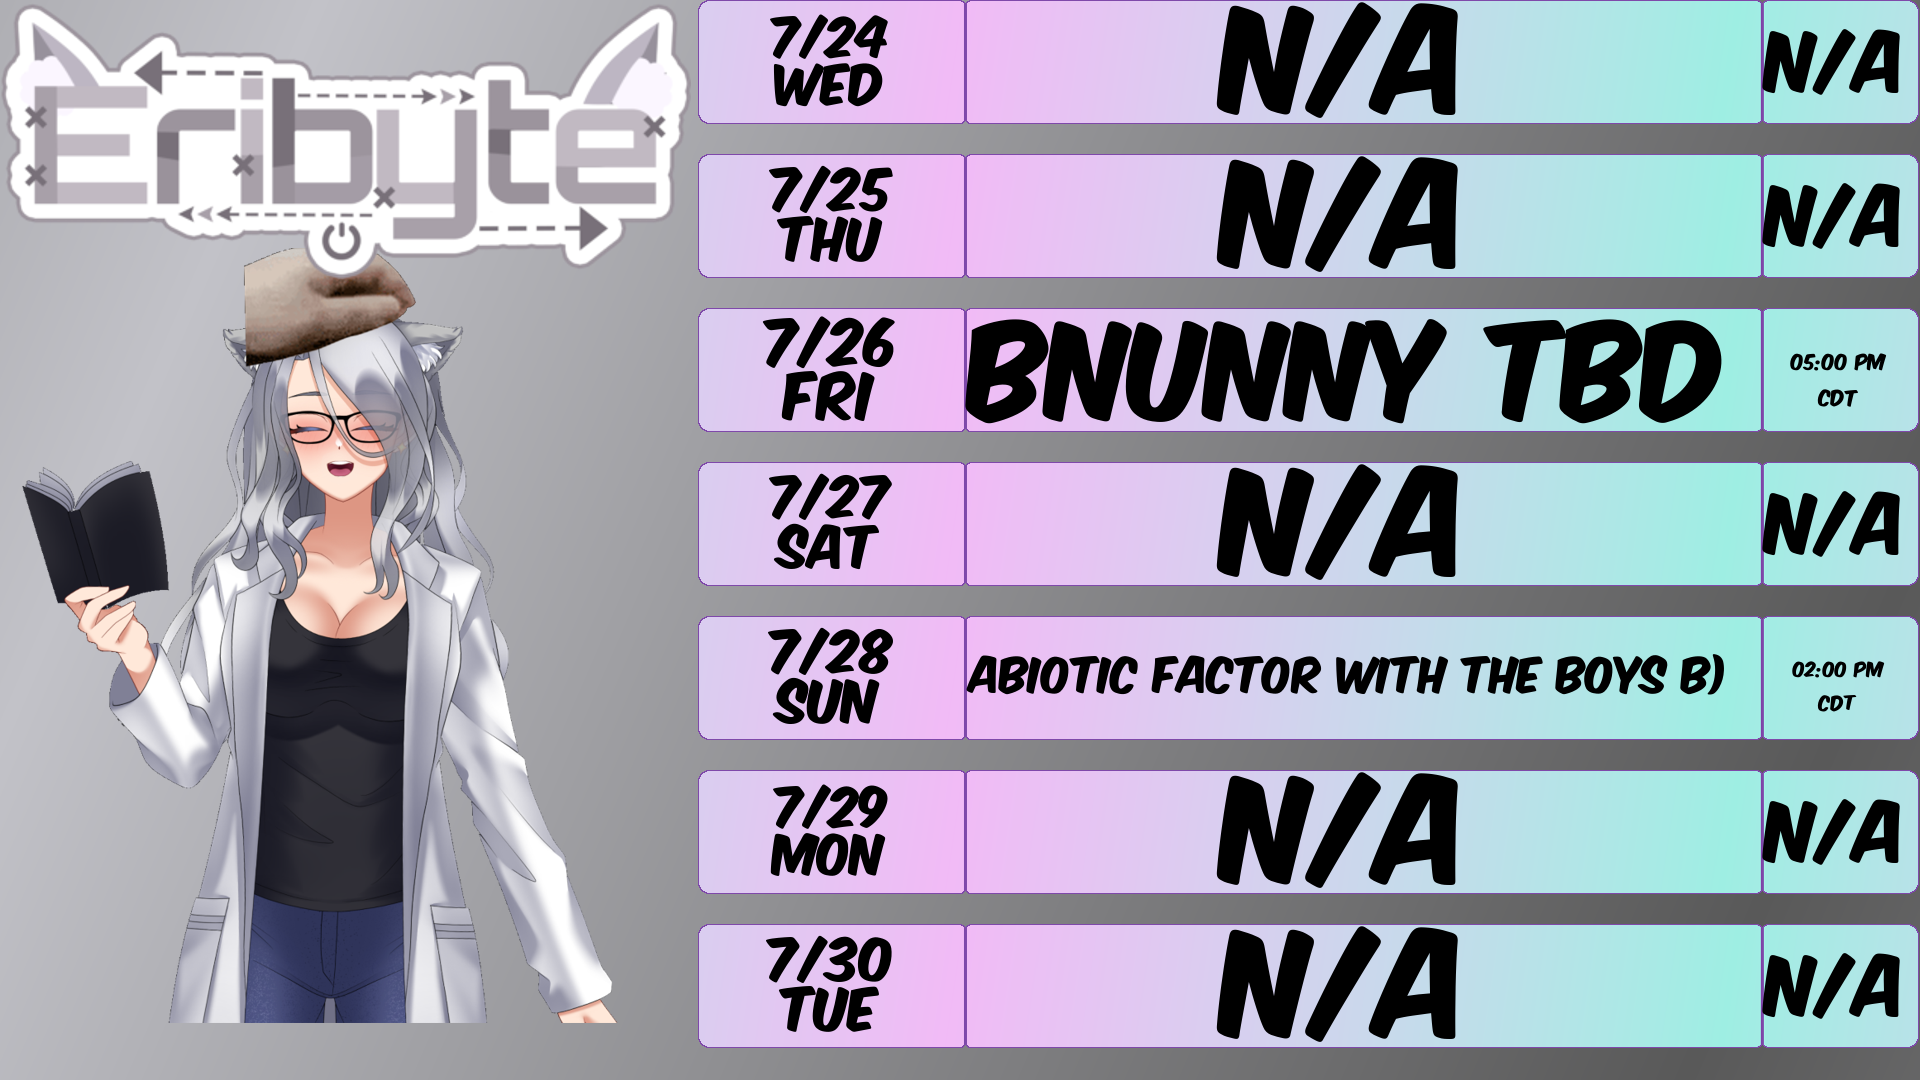 Eribyte
7/24
WED
N/A
N/A
7/25
THU
N/A
N/A
7/26
FRI
BNUNNY TBD
05:00 PM
CDT
7/27
SAT
N/A
N/A
7/28
SUN
ABIOTIC FACTOR WITH THE BOYS B)
02:00 PM
CDT
7/29
MON
N/A
N/A
7/30
TUE
N/A
N/A